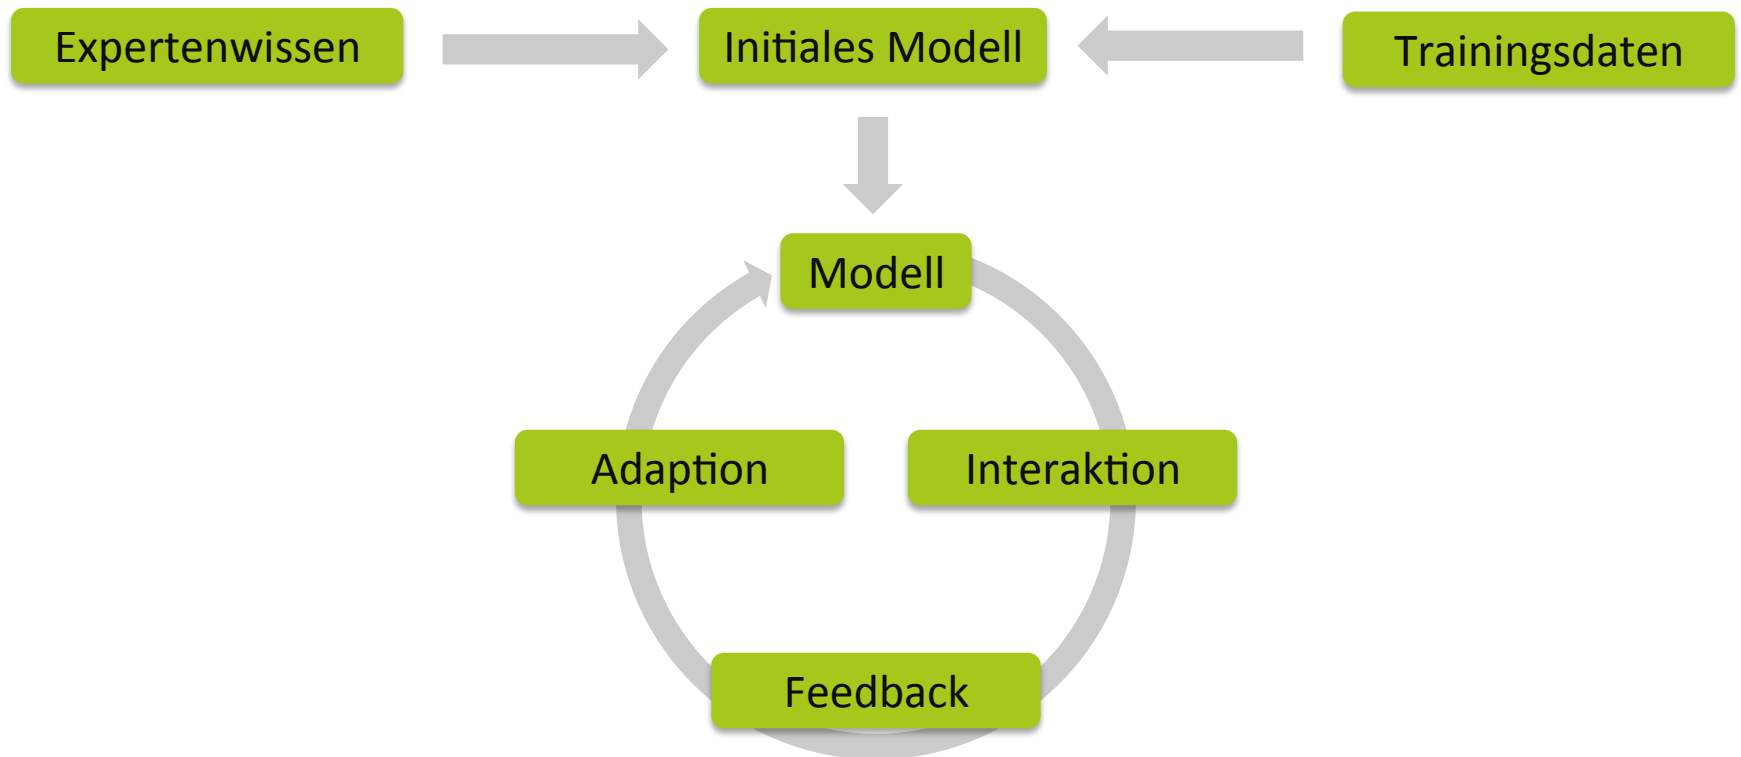 Expertenwissen
Initiales Modell
Trainingsdaten
Modell
Adaption
Interaktion
Feedback